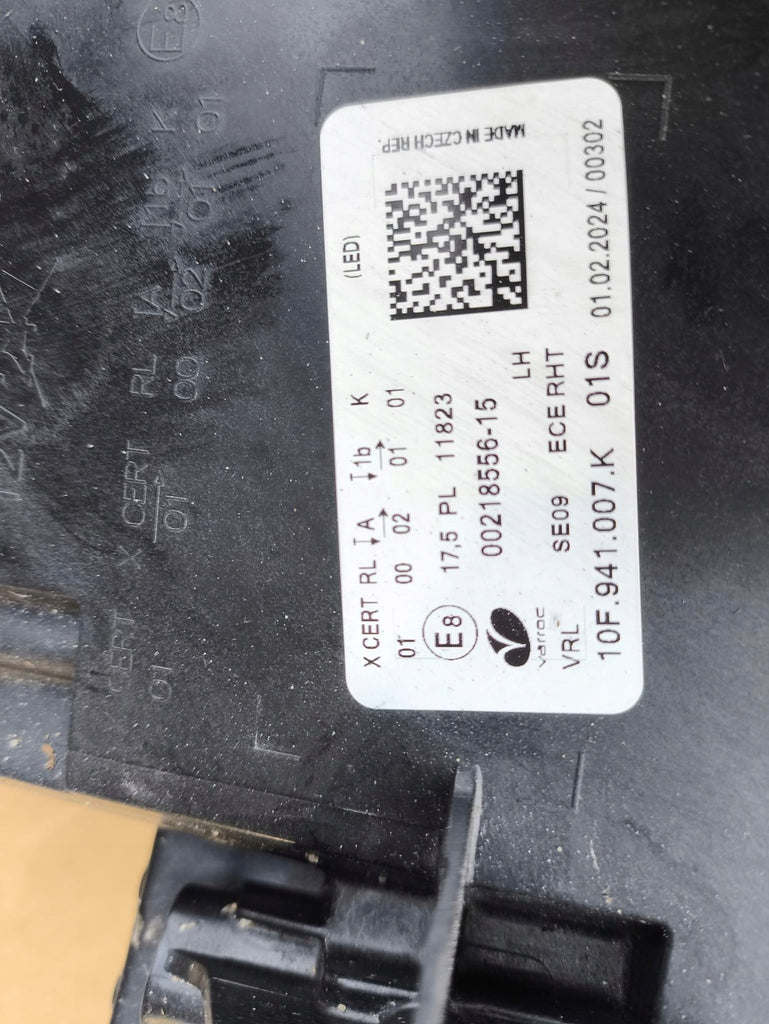 E8
X CERT RL A 1b K
01 00 02 01 01
(LED)
E8 17,5 PL 11823
MADE IN CZECH REP.
00218556-15
varroc
LH
VRL SE09 ECE RHT
10F.941.007.K 01S 01.02.2024 / 00302
X CERT RL A 1b K
01 00 02 01 01
CERT
01